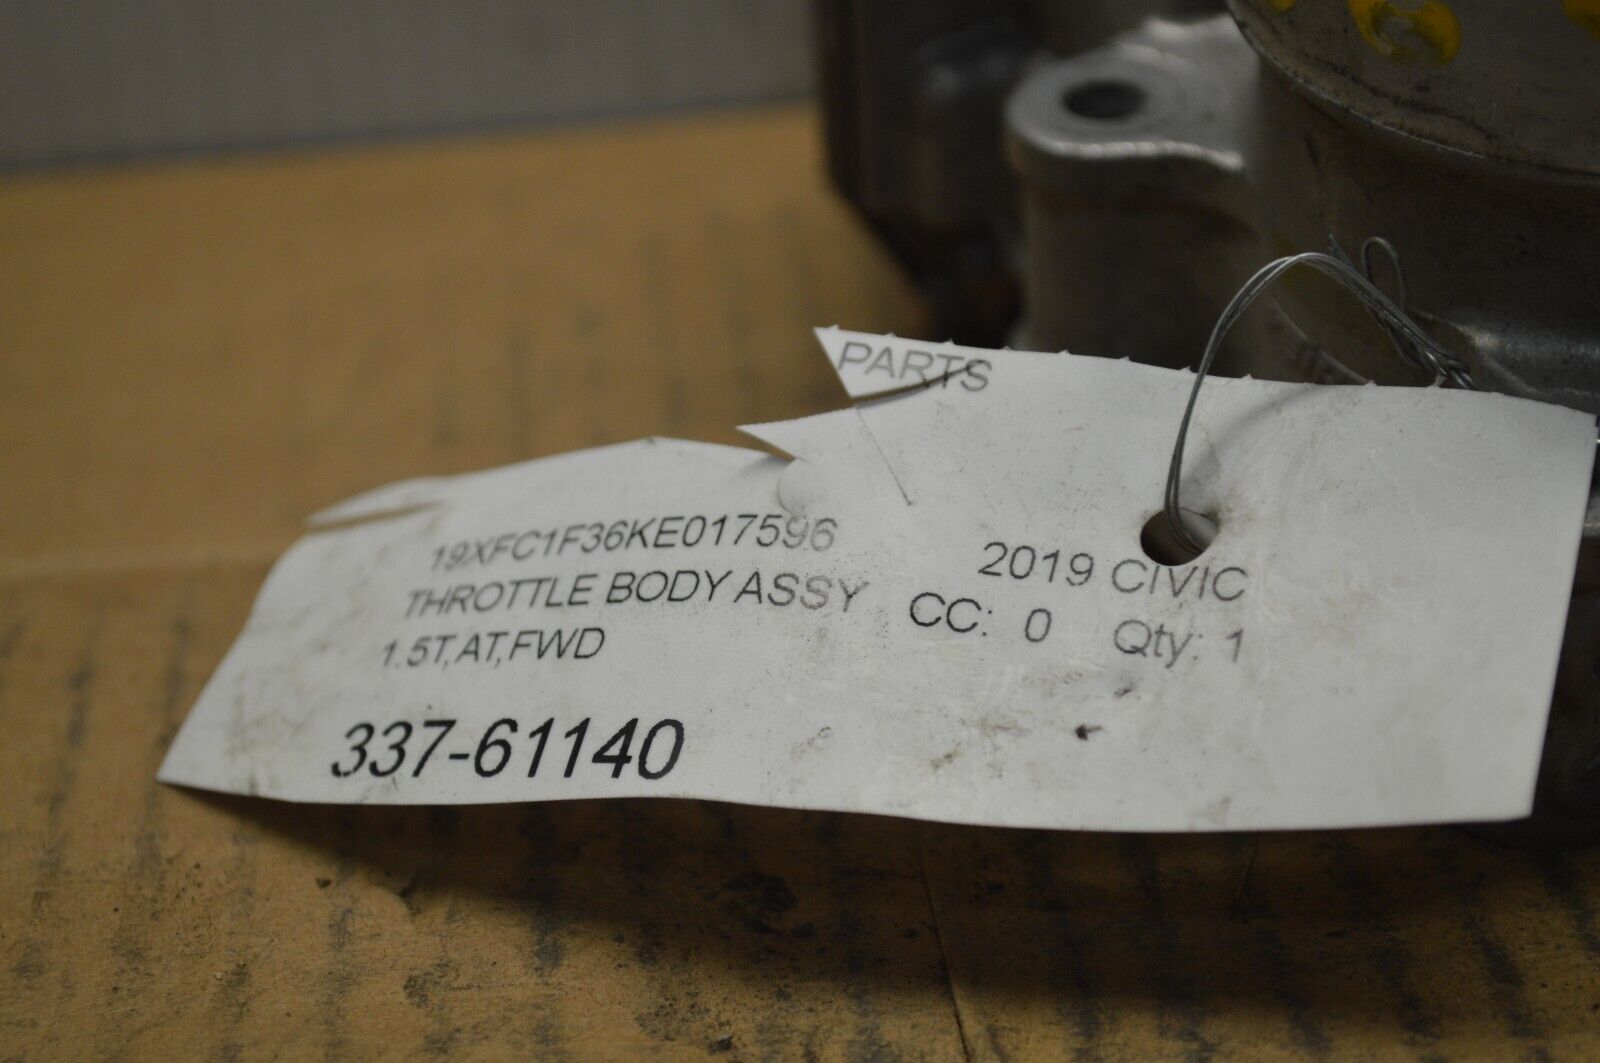 PARTS
19XFC1F36KE017596 2019 CIVIC
THROTTLE BODY ASSY CC: 0 Qty: 1
1.5T,AT,FWD
337-61140